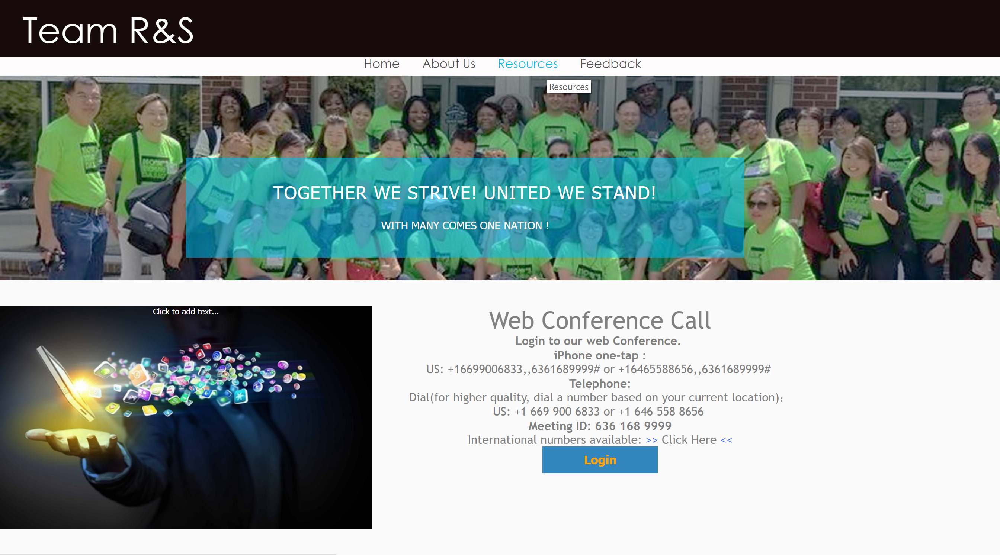 Team R&S
Home About Us Resources Feedback
Resources
TOGETHER WE STRIVE! UNITED WE STAND!
WITH MANY COMES ONE NATION !
Click to add text...
Web Conference Call
Login to our web Conference.
iPhone one-tap :
US: +16699006833,,6361689999# or +16465588656,,6361689999#
Telephone:
Dial(for higher quality, dial a number based on your current location):
US: +1 669 900 6833 or +1 646 558 8656
Meeting ID: 636 168 9999
International numbers available: >> Click Here <<
Login